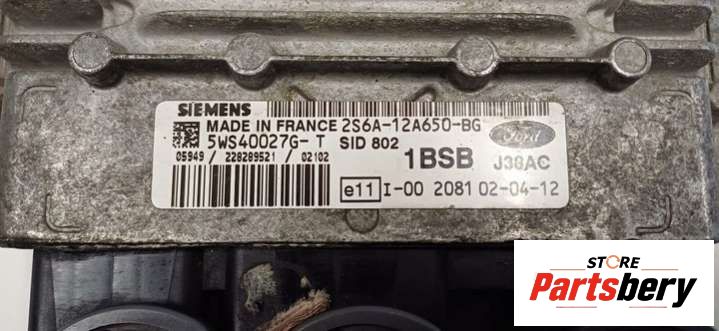 SIEMENS
MADE IN FRANCE 2S6A-12A650-BG
5WS40027G-T SID 802
05949 / 228289521 / 02102
Ford
1BSB J38AC
e11 I-00 2081 02-04-12
STORE
Partsbery